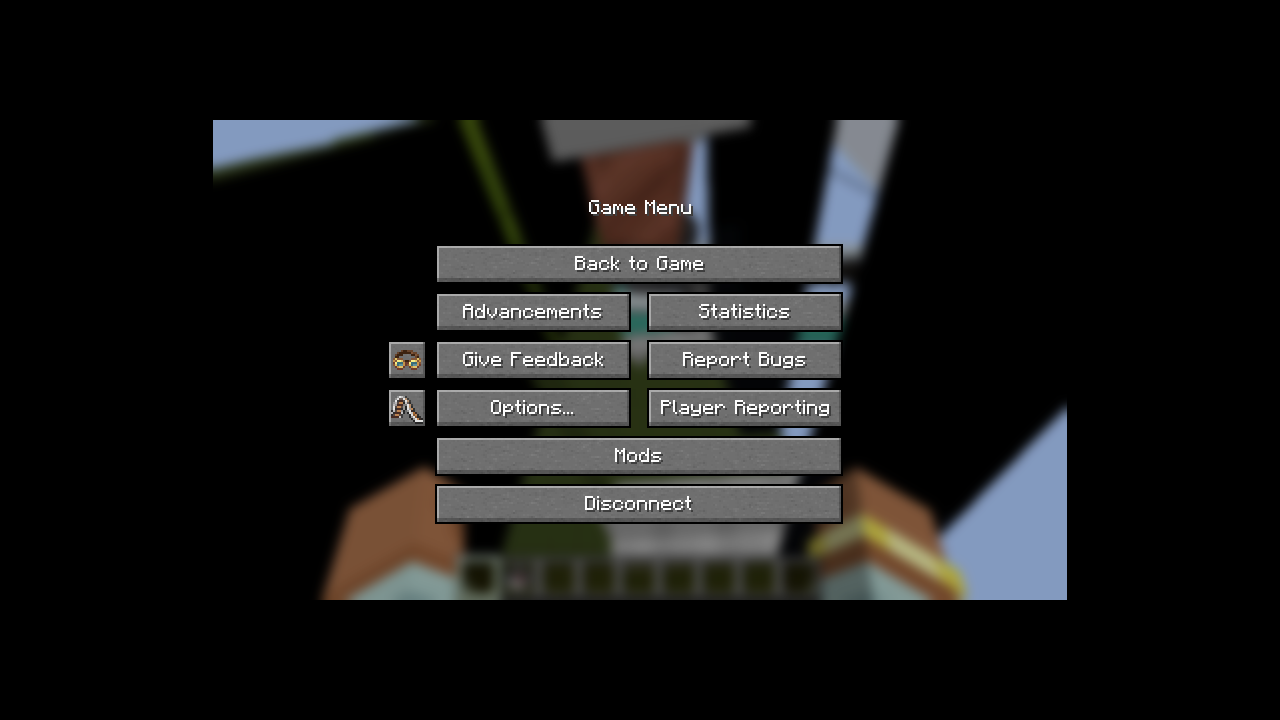 Game Menu
Back to Game
Advancements
Statistics
Give Feedback
Report Bugs
Options...
Player Reporting
Mods
Disconnect